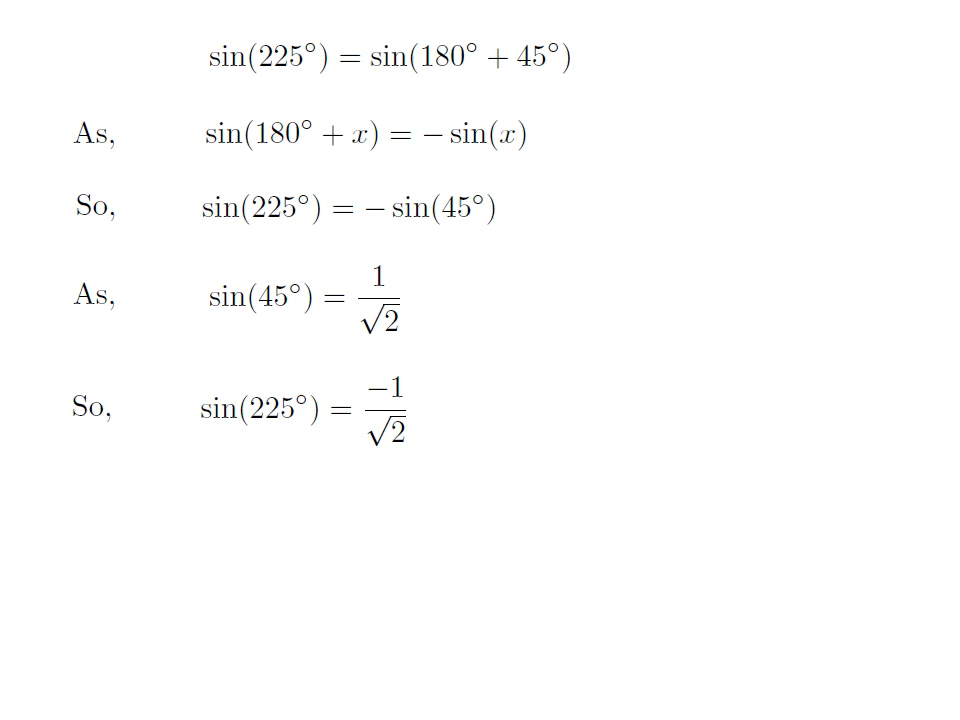 sin(225°) = sin(180° + 45°)
As, sin(180° + x) = − sin(x)
So, sin(225°) = − sin(45°)
As, sin(45°) = 1/√2
So, sin(225°) = −1/√2